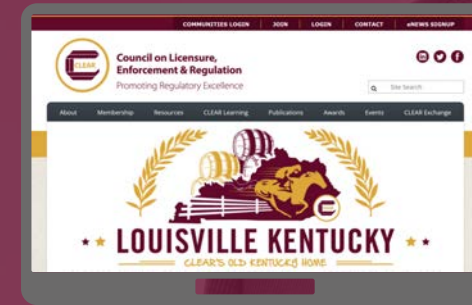 COMMUNITIES LOGIN JOIN LOGIN CONTACT eNEWS SIGNUP
CLEAR
Council on Licensure,
Enforcement & Regulation
Promoting Regulatory Excellence
Site Search
About Membership Resources CLEAR Learning Publications Awards Events CLEAR Exchange
LOUISVILLE KENTUCKY
CLEAR'S OLD KENTUCKY HOME